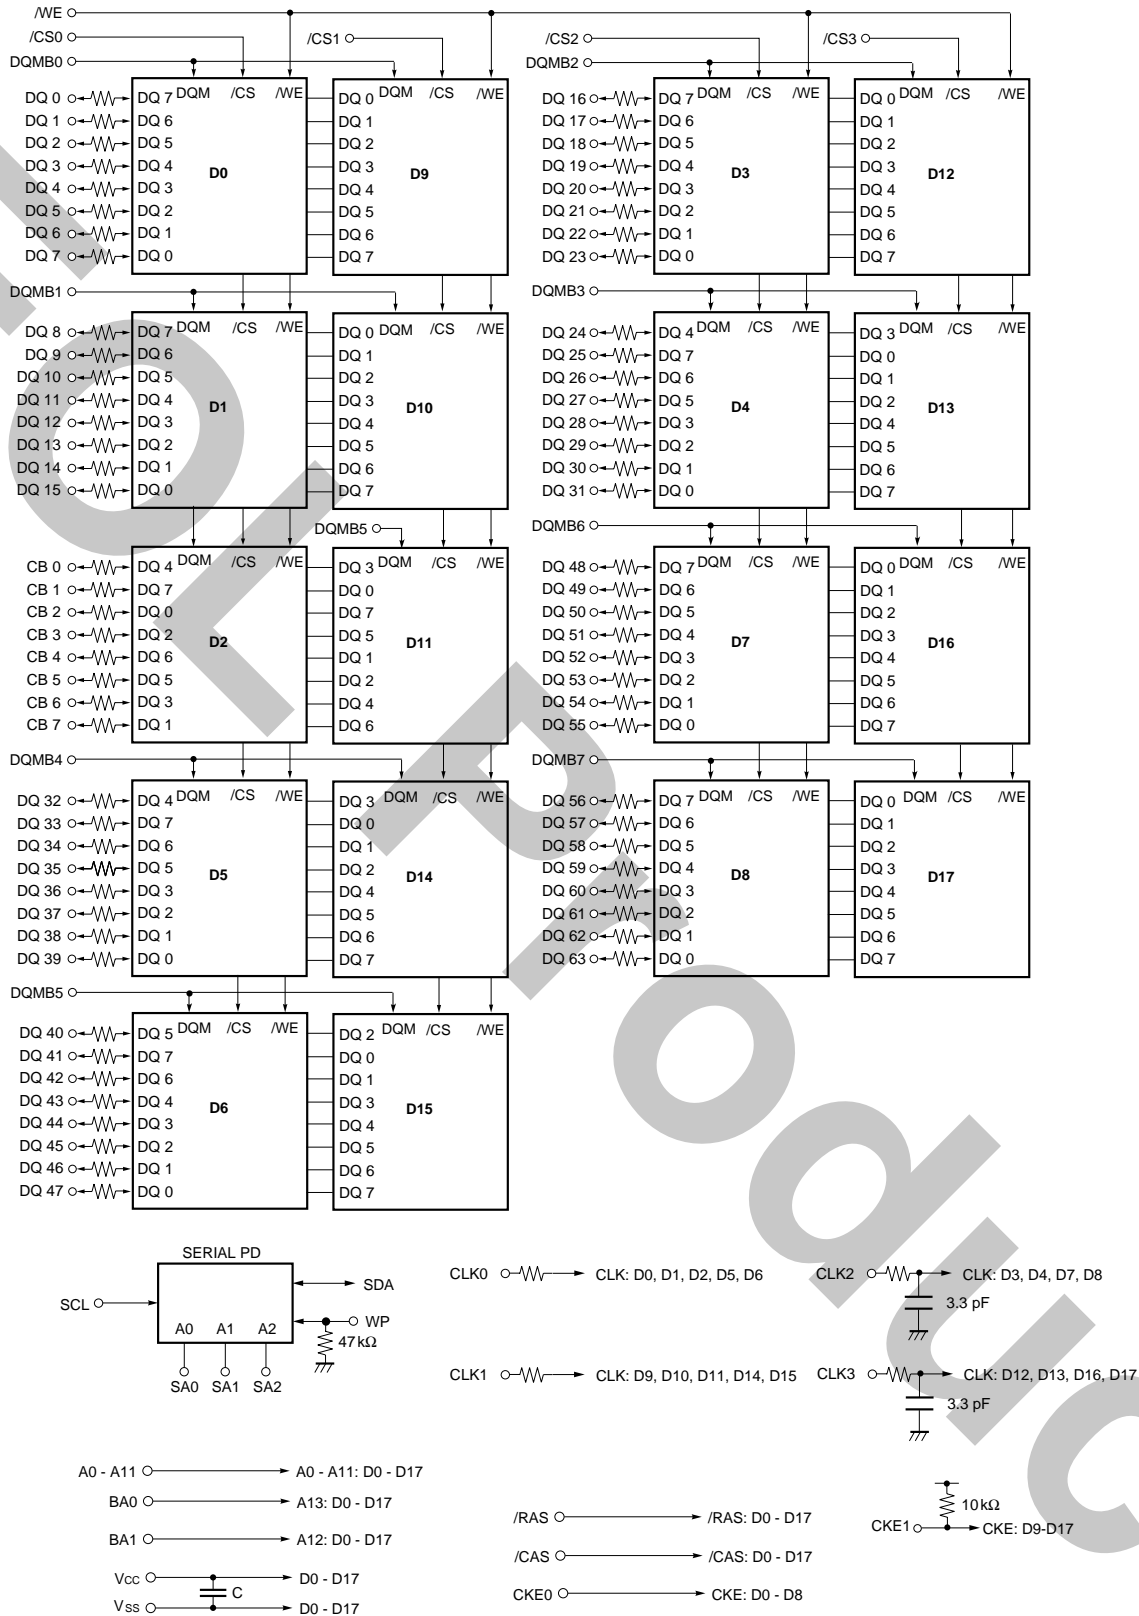 /WE
/CS0 /CS1 /CS2 /CS3
DQMB0 DQMB2
DQM /CS /WE DQM /CS /WE DQM /CS /WE DQM /CS /WE
DQ 0 DQ 7 DQ 0 DQ 16 DQ 7 DQ 0
DQ 1 DQ 6 DQ 1 DQ 17 DQ 6 DQ 1
DQ 2 DQ 5 DQ 2 DQ 18 DQ 5 DQ 2
DQ 3 DQ 4 DQ 3 DQ 19 DQ 4 DQ 3
D0 D9 D3 D12
DQ 4 DQ 3 DQ 4 DQ 20 DQ 3 DQ 4
DQ 5 DQ 2 DQ 5 DQ 21 DQ 2 DQ 5
DQ 6 DQ 1 DQ 6 DQ 22 DQ 1 DQ 6
DQ 7 DQ 0 DQ 7 DQ 23 DQ 0 DQ 7
DQMB1 DQMB3
DQM /CS /WE DQM /CS /WE DQM /CS /WE DQM /CS /WE
DQ 8 DQ 7 DQ 0 DQ 24 DQ 4 DQ 3
DQ 9 DQ 6 DQ 1 DQ 25 DQ 7 DQ 0
DQ 10 DQ 5 DQ 2 DQ 26 DQ 6 DQ 1
DQ 11 DQ 4 DQ 3 DQ 27 DQ 5 DQ 2
D1 D10 D4 D13
DQ 12 DQ 3 DQ 4 DQ 28 DQ 3 DQ 4
DQ 13 DQ 2 DQ 5 DQ 29 DQ 2 DQ 5
DQ 14 DQ 1 DQ 6 DQ 30 DQ 1 DQ 6
DQ 15 DQ 0 DQ 7 DQ 31 DQ 0 DQ 7
DQMB5 DQMB6
DQM /CS /WE DQM /CS /WE DQM /CS /WE DQM /CS /WE
CB 0 DQ 4 DQ 3 DQ 48 DQ 7 DQ 0
CB 1 DQ 7 DQ 0 DQ 49 DQ 6 DQ 1
CB 2 DQ 0 DQ 7 DQ 50 DQ 5 DQ 2
CB 3 DQ 2 DQ 5 DQ 51 DQ 4 DQ 3
D2 D11 D7 D16
CB 4 DQ 6 DQ 1 DQ 52 DQ 3 DQ 4
CB 5 DQ 5 DQ 2 DQ 53 DQ 2 DQ 5
CB 6 DQ 3 DQ 4 DQ 54 DQ 1 DQ 6
CB 7 DQ 1 DQ 6 DQ 55 DQ 0 DQ 7
DQMB4 DQMB7
DQM /CS /WE DQM /CS /WE DQM /CS /WE DQM /CS /WE
DQ 32 DQ 4 DQ 3 DQ 56 DQ 7 DQ 0
DQ 33 DQ 7 DQ 0 DQ 57 DQ 6 DQ 1
DQ 34 DQ 6 DQ 1 DQ 58 DQ 5 DQ 2
DQ 35 DQ 5 DQ 2 DQ 59 DQ 4 DQ 3
D5 D14 D8 D17
DQ 36 DQ 3 DQ 4 DQ 60 DQ 3 DQ 4
DQ 37 DQ 2 DQ 5 DQ 61 DQ 2 DQ 5
DQ 38 DQ 1 DQ 6 DQ 62 DQ 1 DQ 6
DQ 39 DQ 0 DQ 7 DQ 63 DQ 0 DQ 7
DQMB5
DQM /CS /WE DQM /CS /WE
DQ 40 DQ 5 DQ 2
DQ 41 DQ 7 DQ 0
DQ 42 DQ 6 DQ 1
DQ 43 DQ 4 DQ 3
D6 D15
DQ 44 DQ 3 DQ 4
DQ 45 DQ 2 DQ 5
DQ 46 DQ 1 DQ 6
DQ 47 DQ 0 DQ 7
SERIAL PD
SCL SDA
A0 A1 A2 WP
47 kΩ
SA0 SA1 SA2
CLK0 CLK: D0, D1, D2, D5, D6
CLK2 CLK: D3, D4, D7, D8
3.3 pF
CLK1 CLK: D9, D10, D11, D14, D15
CLK3 CLK: D12, D13, D16, D17
3.3 pF
A0 - A11 A0 - A11: D0 - D17
BA0 A13: D0 - D17
BA1 A12: D0 - D17
VCC D0 - D17
C
VSS D0 - D17
/RAS /RAS: D0 - D17
/CAS /CAS: D0 - D17
CKE0 CKE: D0 - D8
10 kΩ
CKE1 CKE: D9-D17
L Produc